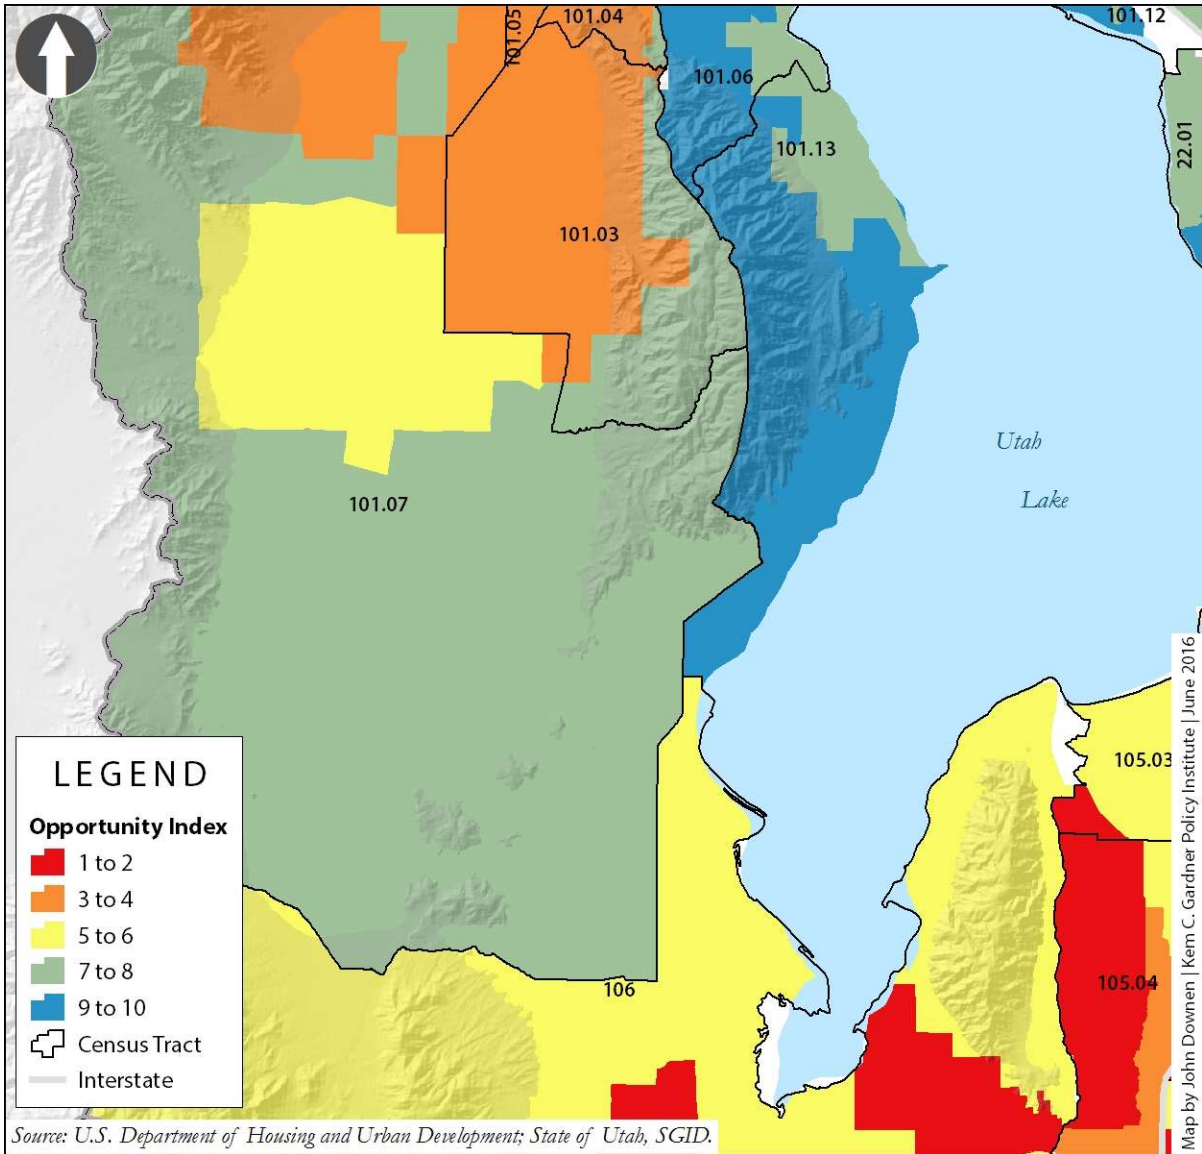 101.05
101.04
101.12
101.06
22.01
101.13
101.03
Utah
Lake
101.07
105.03
105.04
106
LEGEND
Opportunity Index
1 to 2
3 to 4
5 to 6
7 to 8
9 to 10
Census Tract
Interstate
Source: U.S. Department of Housing and Urban Development; State of Utah, SGID.
Map by John Downen | Kem C. Gardner Policy Institute | June 2016